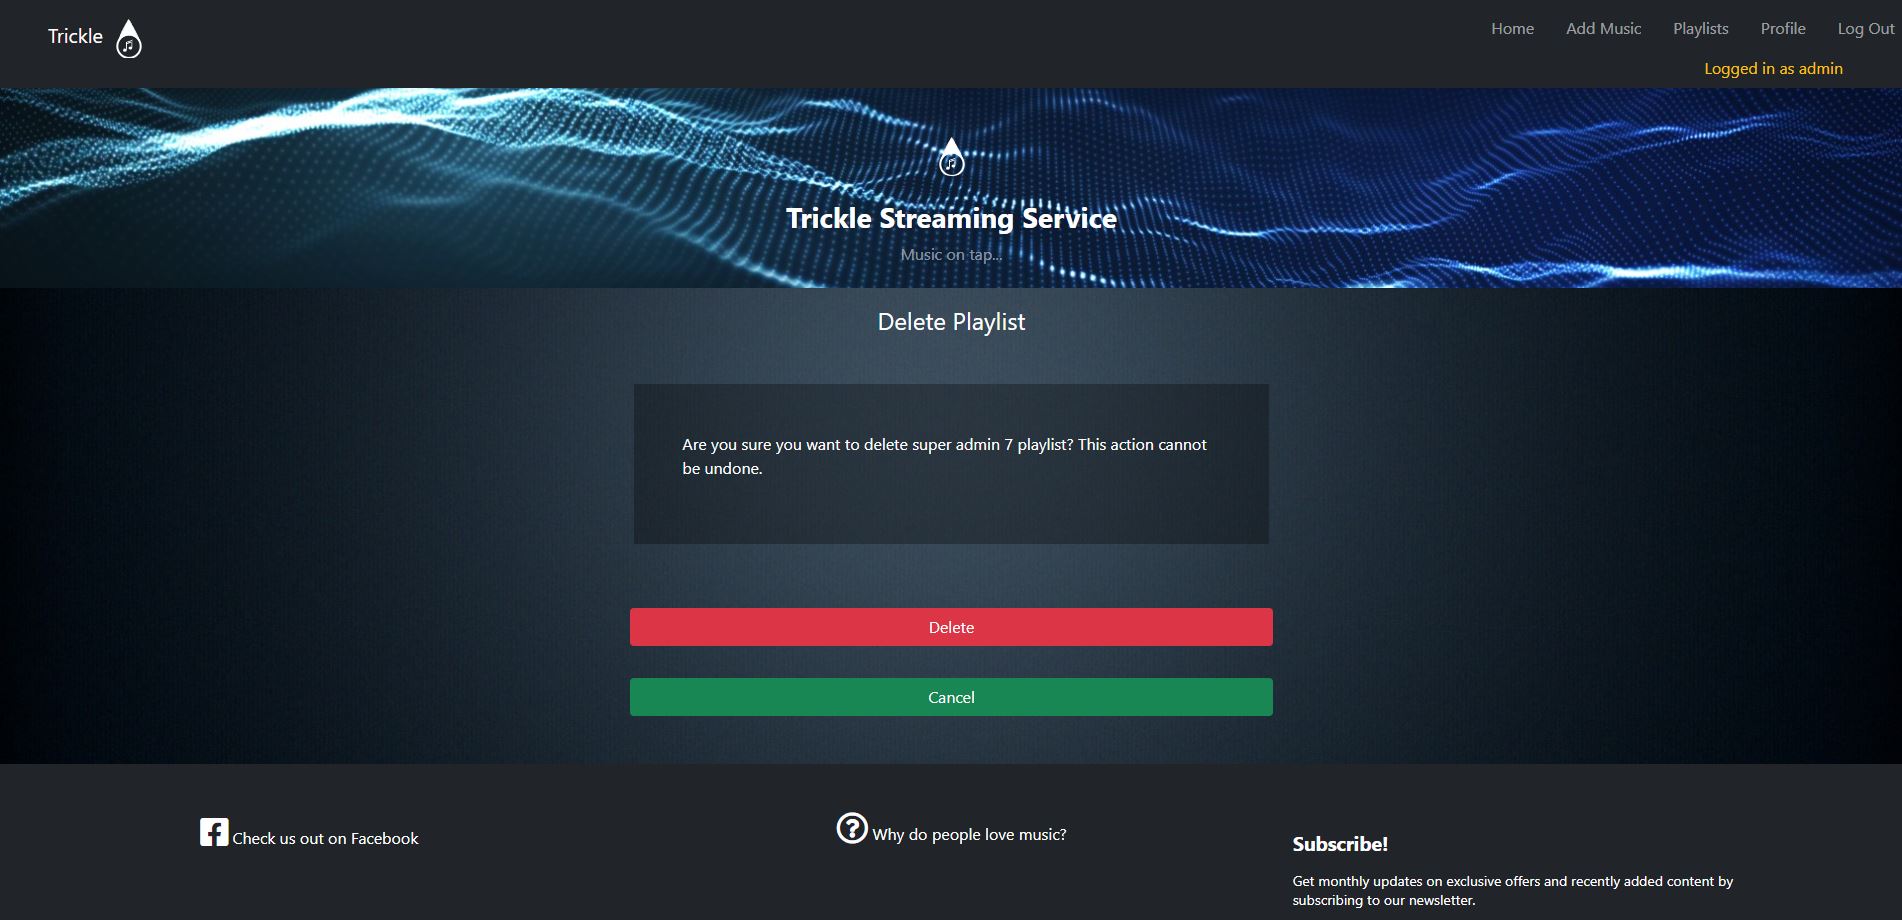 Trickle
Home Add Music Playlists Profile Log Out
Logged in as admin
Trickle Streaming Service
Music on tap...
Delete Playlist
Are you sure you want to delete super admin 7 playlist? This action cannot
be undone.
Delete
Cancel
Check us out on Facebook
Why do people love music?
Subscribe!
Get monthly updates on exclusive offers and recently added content by
subscribing to our newsletter.